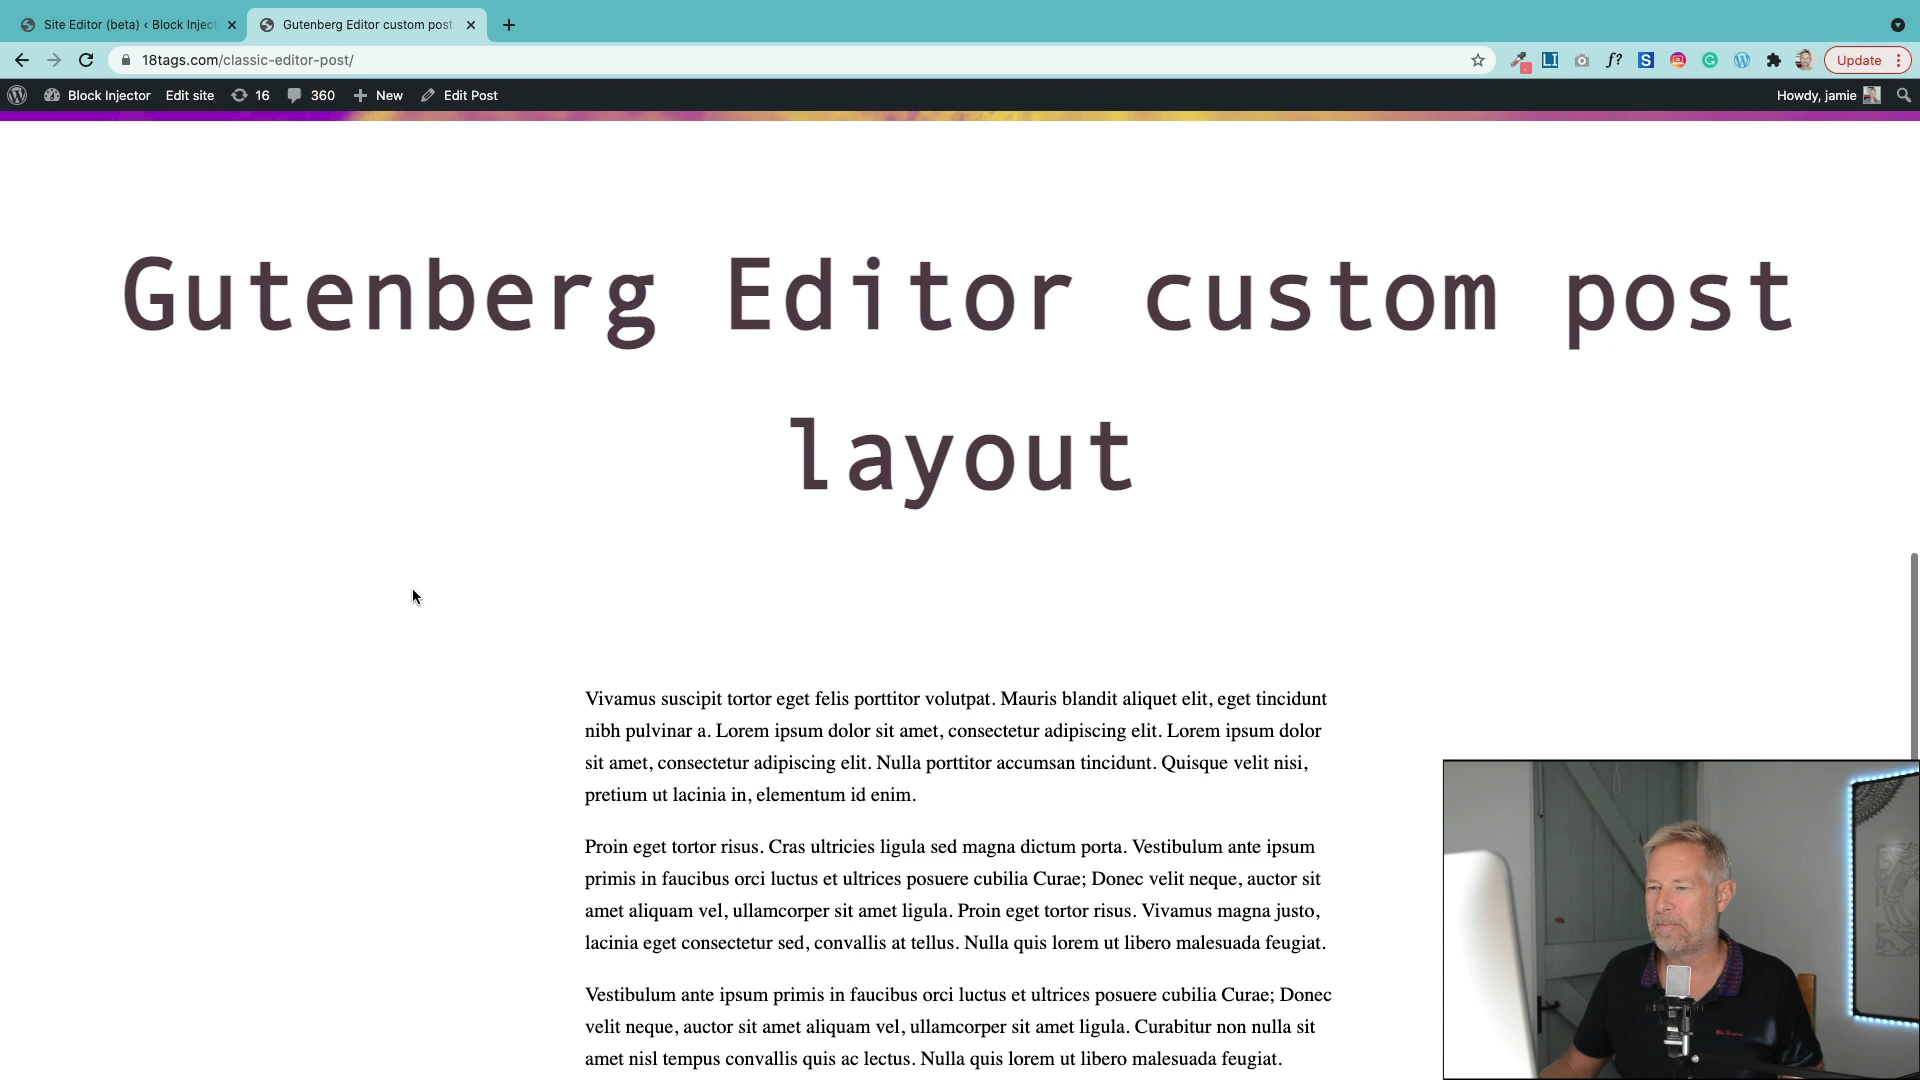 Site Editor (beta) ‹ Block Inject
Gutenberg Editor custom post
18tags.com/classic-editor-post/
Update
Block Injector
Edit site
16
360
New
Edit Post
Howdy, jamie
Gutenberg Editor custom post
layout
Vivamus suscipit tortor eget felis porttitor volutpat. Mauris blandit aliquet elit, eget tincidunt
nibh pulvinar a. Lorem ipsum dolor sit amet, consectetur adipiscing elit. Lorem ipsum dolor
sit amet, consectetur adipiscing elit. Nulla porttitor accumsan tincidunt. Quisque velit nisi,
pretium ut lacinia in, elementum id enim.
Proin eget tortor risus. Cras ultricies ligula sed magna dictum porta. Vestibulum ante ipsum
primis in faucibus orci luctus et ultrices posuere cubilia Curae; Donec velit neque, auctor sit
amet aliquam vel, ullamcorper sit amet ligula. Proin eget tortor risus. Vivamus magna justo,
lacinia eget consectetur sed, convallis at tellus. Nulla quis lorem ut libero malesuada feugiat.
Vestibulum ante ipsum primis in faucibus orci luctus et ultrices posuere cubilia Curae; Donec
velit neque, auctor sit amet aliquam vel, ullamcorper sit amet ligula. Curabitur non nulla sit
amet nisl tempus convallis quis ac lectus. Nulla quis lorem ut libero malesuada feugiat.